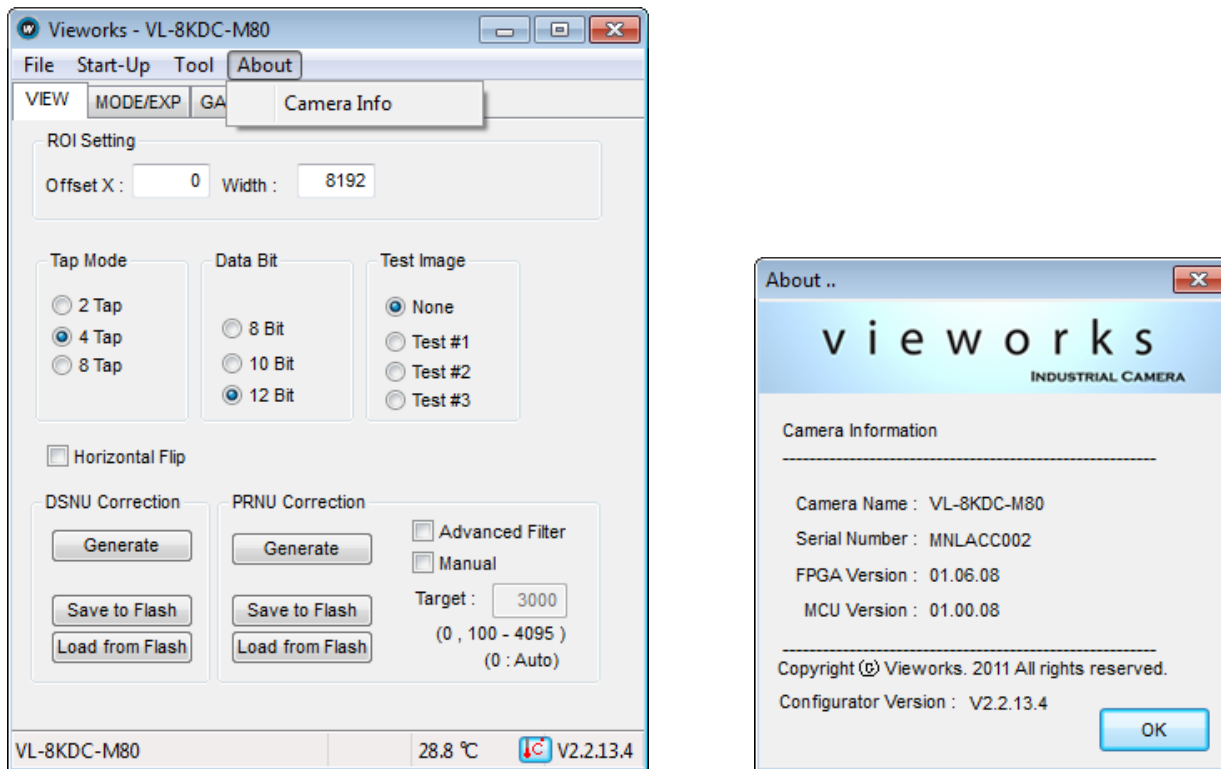 Vieworks - VL-8KDC-M80
File Start-Up Tool About
VIEW MODE/EXP GA
Camera Info
ROI Setting
Offset X : 0 Width : 8192
Tap Mode
2 Tap
4 Tap
8 Tap
Data Bit
8 Bit
10 Bit
12 Bit
Test Image
None
Test #1
Test #2
Test #3
Horizontal Flip
DSNU Correction
Generate
Save to Flash
Load from Flash
PRNU Correction
Generate
Save to Flash
Load from Flash
Advanced Filter
Manual
Target : 3000
(0 , 100 - 4095 )
(0 : Auto)
VL-8KDC-M80 28.8 ℃ C V2.2.13.4
About ..
vieworks
INDUSTRIAL CAMERA
Camera Information
--------------------------------------------------------
Camera Name : VL-8KDC-M80
Serial Number : MNLACC002
FPGA Version : 01.06.08
MCU Version : 01.00.08
--------------------------------------------------------
Copyright ⓒ Vieworks. 2011 All rights reserved.
Configurator Version : V2.2.13.4
OK